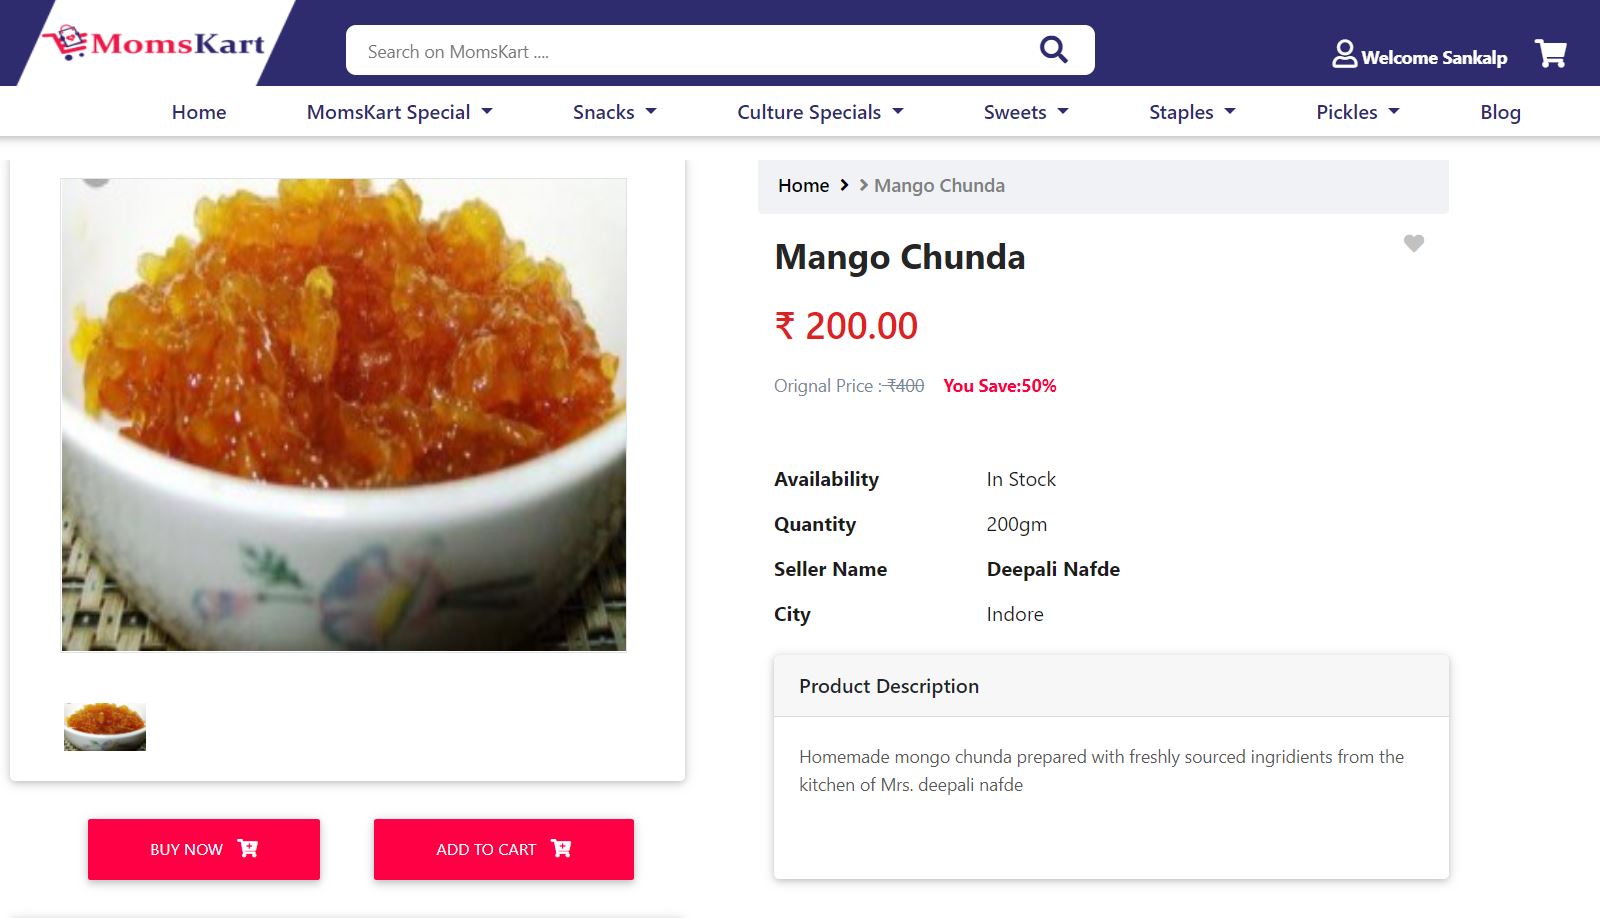 MomsKart
Search on MomsKart ....
Welcome Sankalp
Home MomsKart Special Snacks Culture Specials Sweets Staples Pickles Blog
Home > > Mango Chunda
Mango Chunda
₹ 200.00
Orignal Price : ₹400 You Save:50%
Availability In Stock
Quantity 200gm
Seller Name Deepali Nafde
City Indore
Product Description
Homemade mongo chunda prepared with freshly sourced ingridients from the
kitchen of Mrs. deepali nafde
BUY NOW ADD TO CART